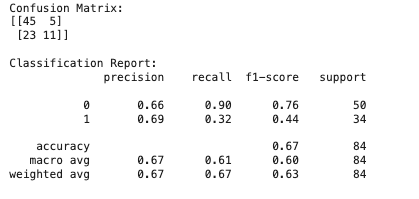 Confusion Matrix:
[[45  5]
 [23 11]]
Classification Report:
precision recall f1-score support
0 0.66 0.90 0.76 50
1 0.69 0.32 0.44 34
accuracy 0.67 84
macro avg 0.67 0.61 0.60 84
weighted avg 0.67 0.67 0.63 84